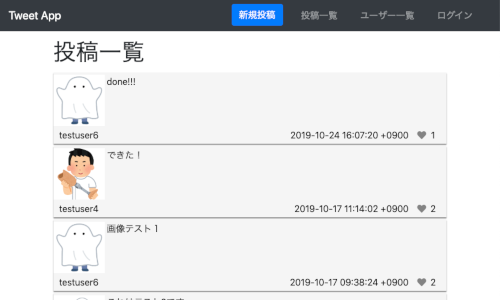 Tweet App 新規投稿 投稿一覧 ユーザー一覧 ログイン
投稿一覧
done!!!
testuser6 2019-10-24 16:07:20 +0900 1
できた！
testuser4 2019-10-17 11:14:02 +0900 2
画像テスト1
testuser6 2019-10-17 09:38:24 +0900 2